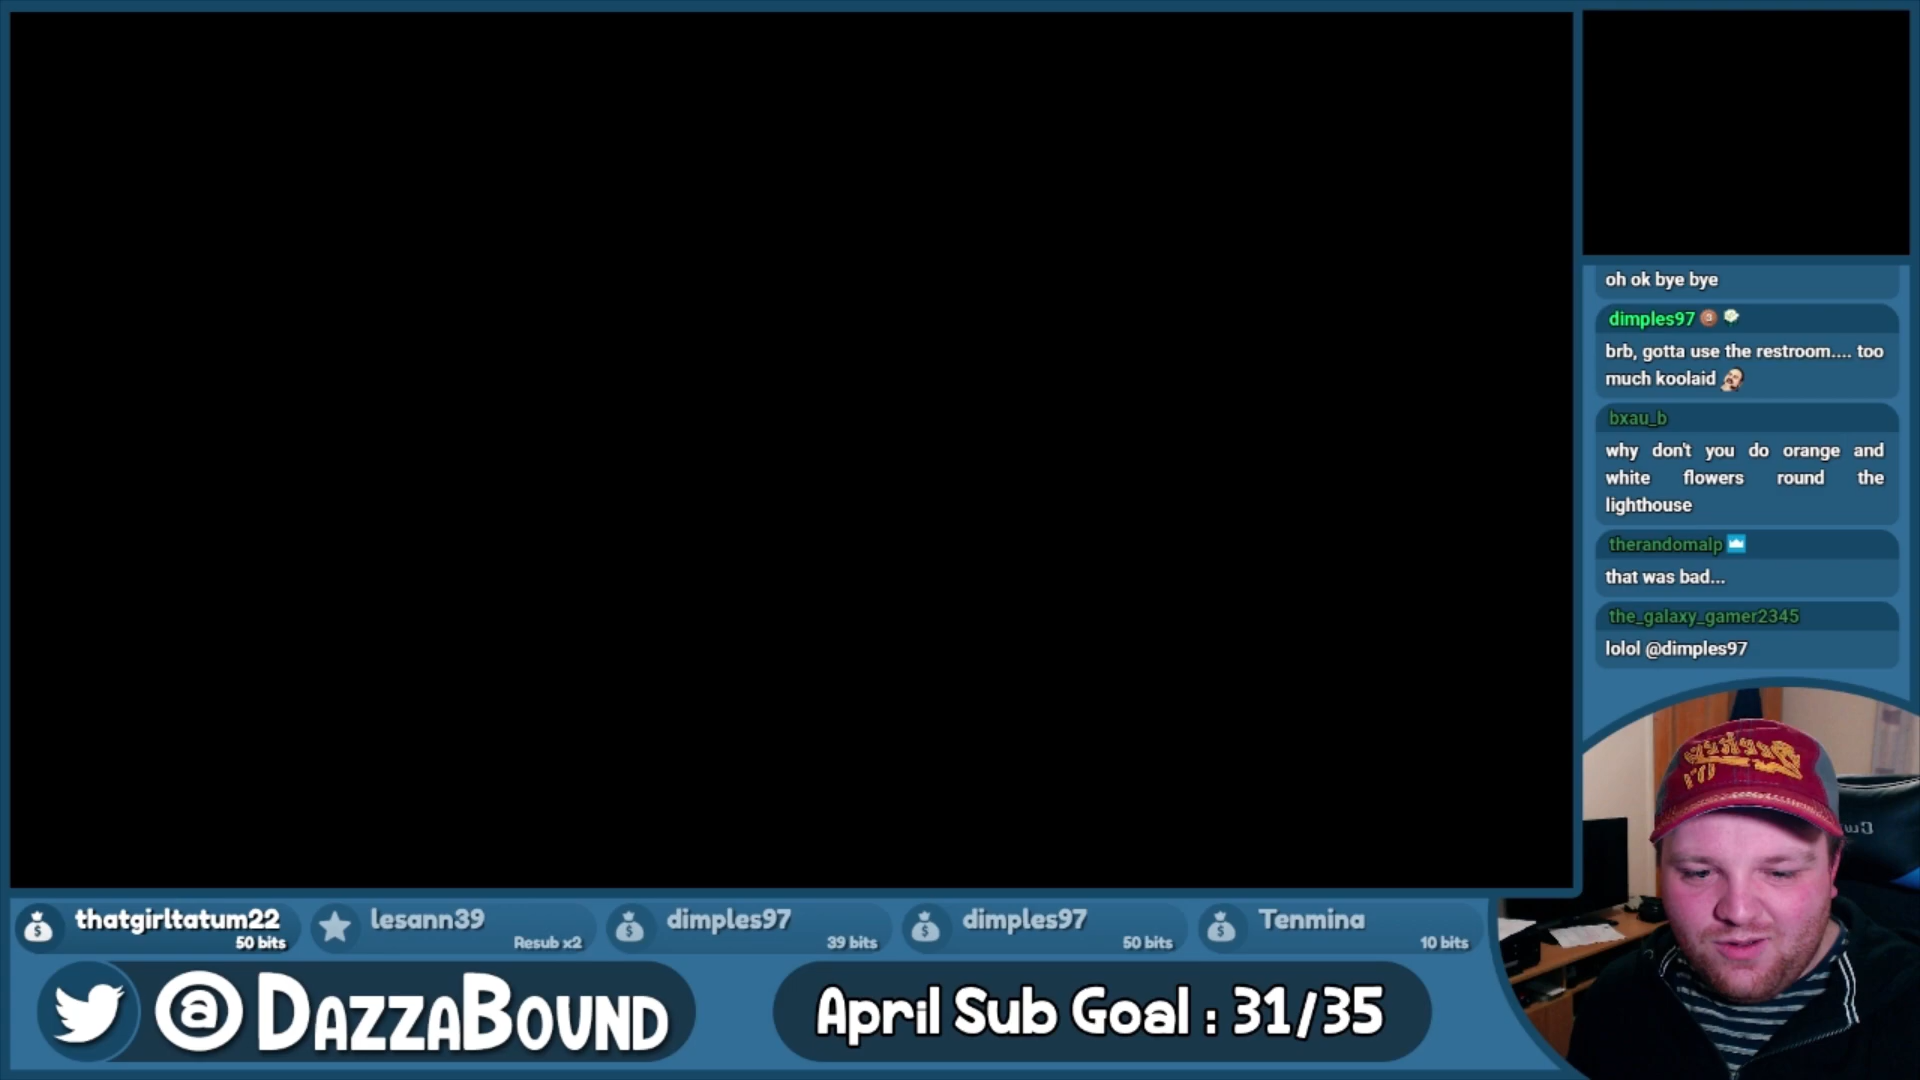 oh ok bye bye
dimples97
brb, gotta use the restroom.... too
much koolaid
bxau_b
why don't you do orange and
white flowers round the
lighthouse
therandomalp
that was bad...
the_galaxy_gamer2345
lolol @dimples97
thatgirltatum22
50 bits
lesann39
Resub x2
dimples97
39 bits
dimples97
50 bits
Tenmina
10 bits
@DazzaBound
April Sub Goal : 31/35